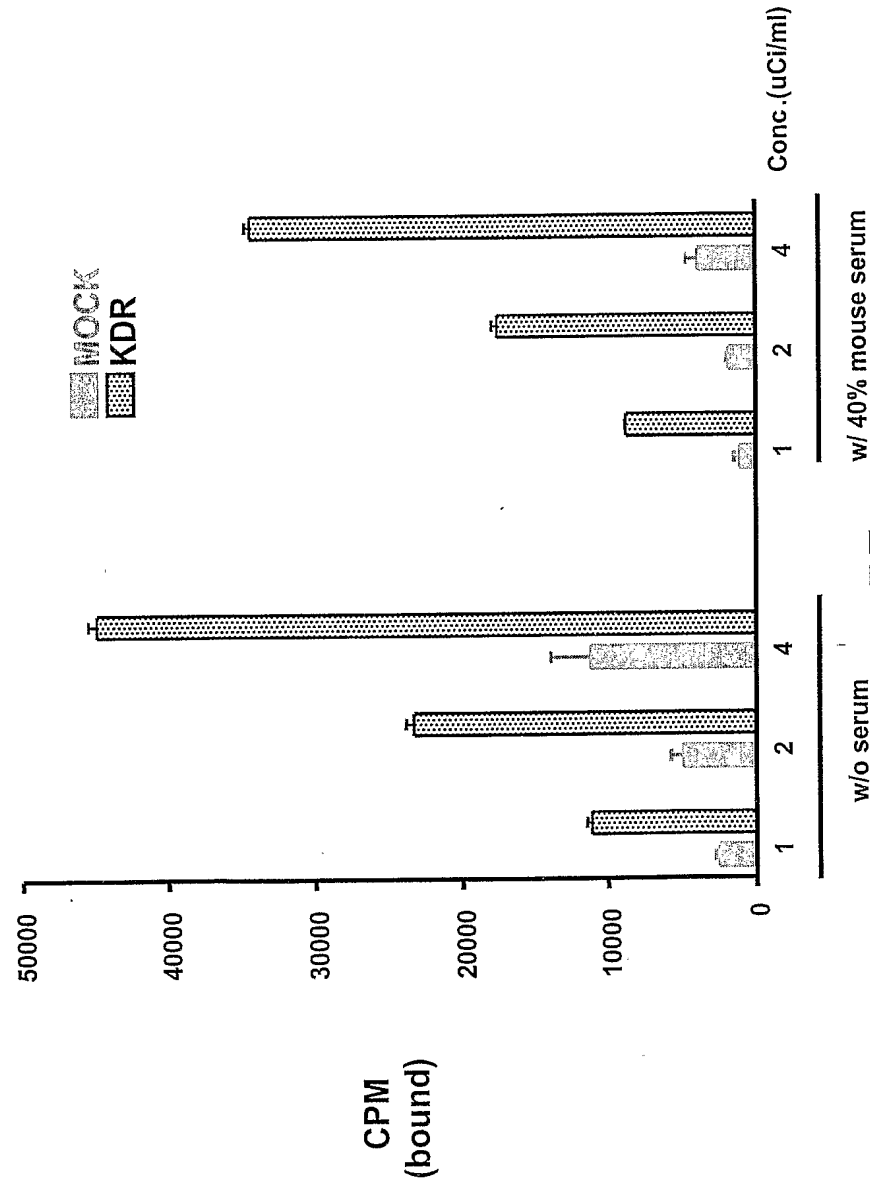 MOCK
KDR
CPM
(bound)
50000
40000
30000
20000
10000
0
1
2
4
1
2
4
Conc.(uCi/ml)
w/o serum
w/ 40% mouse serum